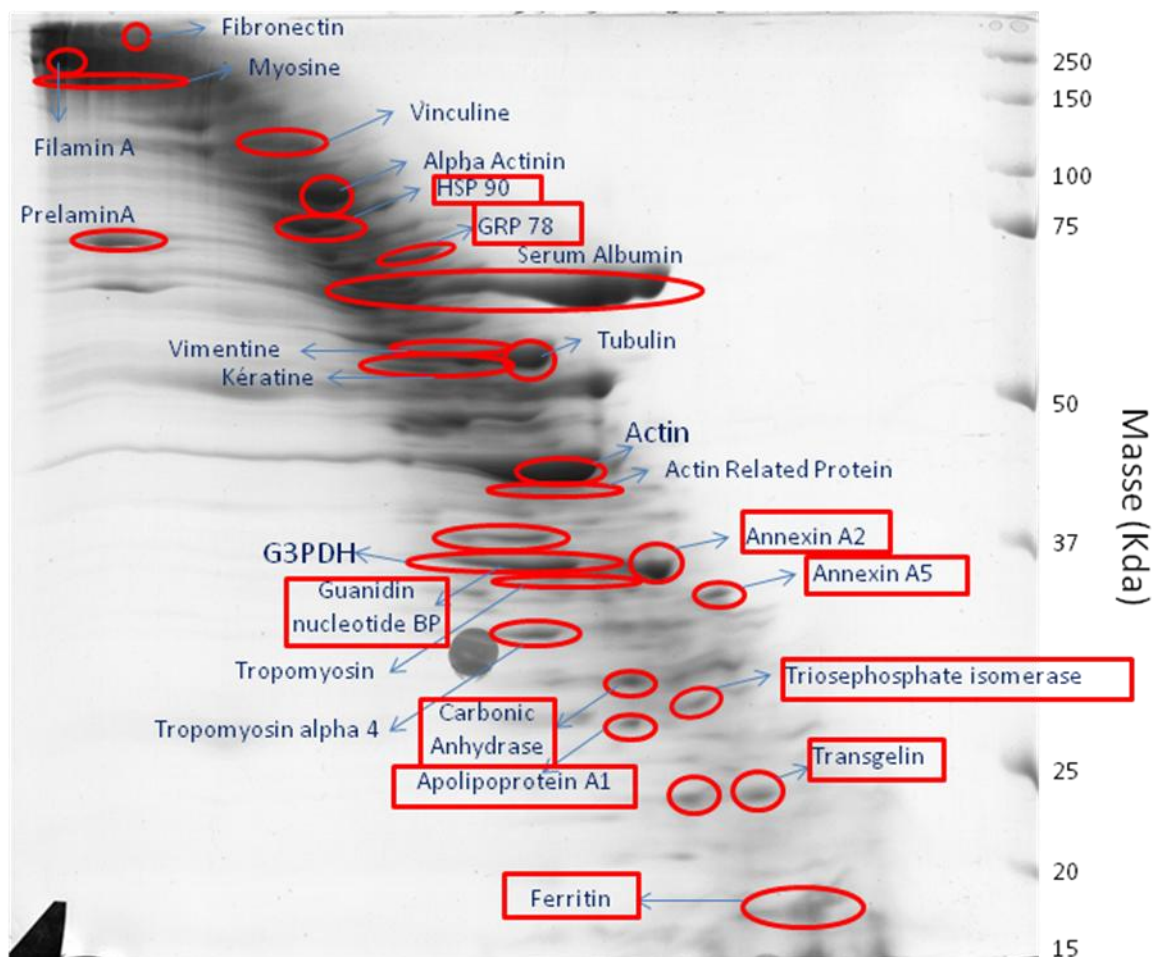 Fibronectin
250
Myosine
150
Vinculine
Filamin A
Alpha Actinin
100
HSP 90
PrelaminA
GRP 78
75
Serum Albumin
Tubulin
Vimentine
Kératine
50
Actin
Actin Related Protein
Masse (Kda)
Annexin A2
37
G3PDH
Annexin A5
Guanidin
nucleotide BP
Tropomyosin
Triosephosphate isomerase
Carbonic
Tropomyosin alpha 4
Anhydrase
Transgelin
Apolipoprotein A1
25
20
Ferritin
15